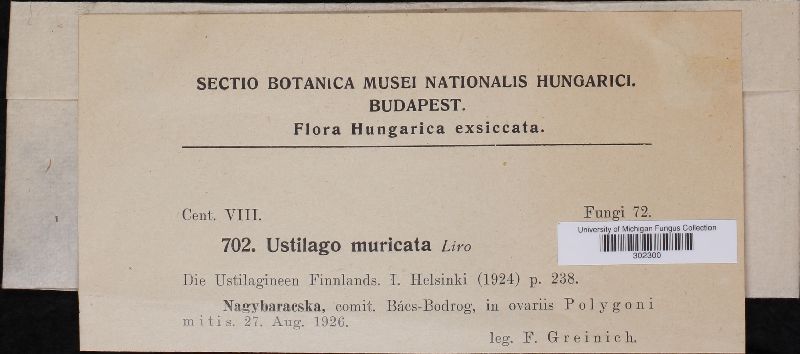 SECTIO BOTANICA MUSEI NATIONALIS HUNGARICI.
BUDAPEST.
Flora Hungarica exsiccata.
Cent. VIII. Fungi 72.
University of Michigan Fungus Collection
302300
702. Ustilago muricata Liro
Die Ustilagineen Finnlands. I. Helsinki (1924) p. 238.
Nagybaracska, comit. Bács-Bodrog, in ovariis Polygoni
mitis. 27. Aug. 1926.
leg. F. Greinich.